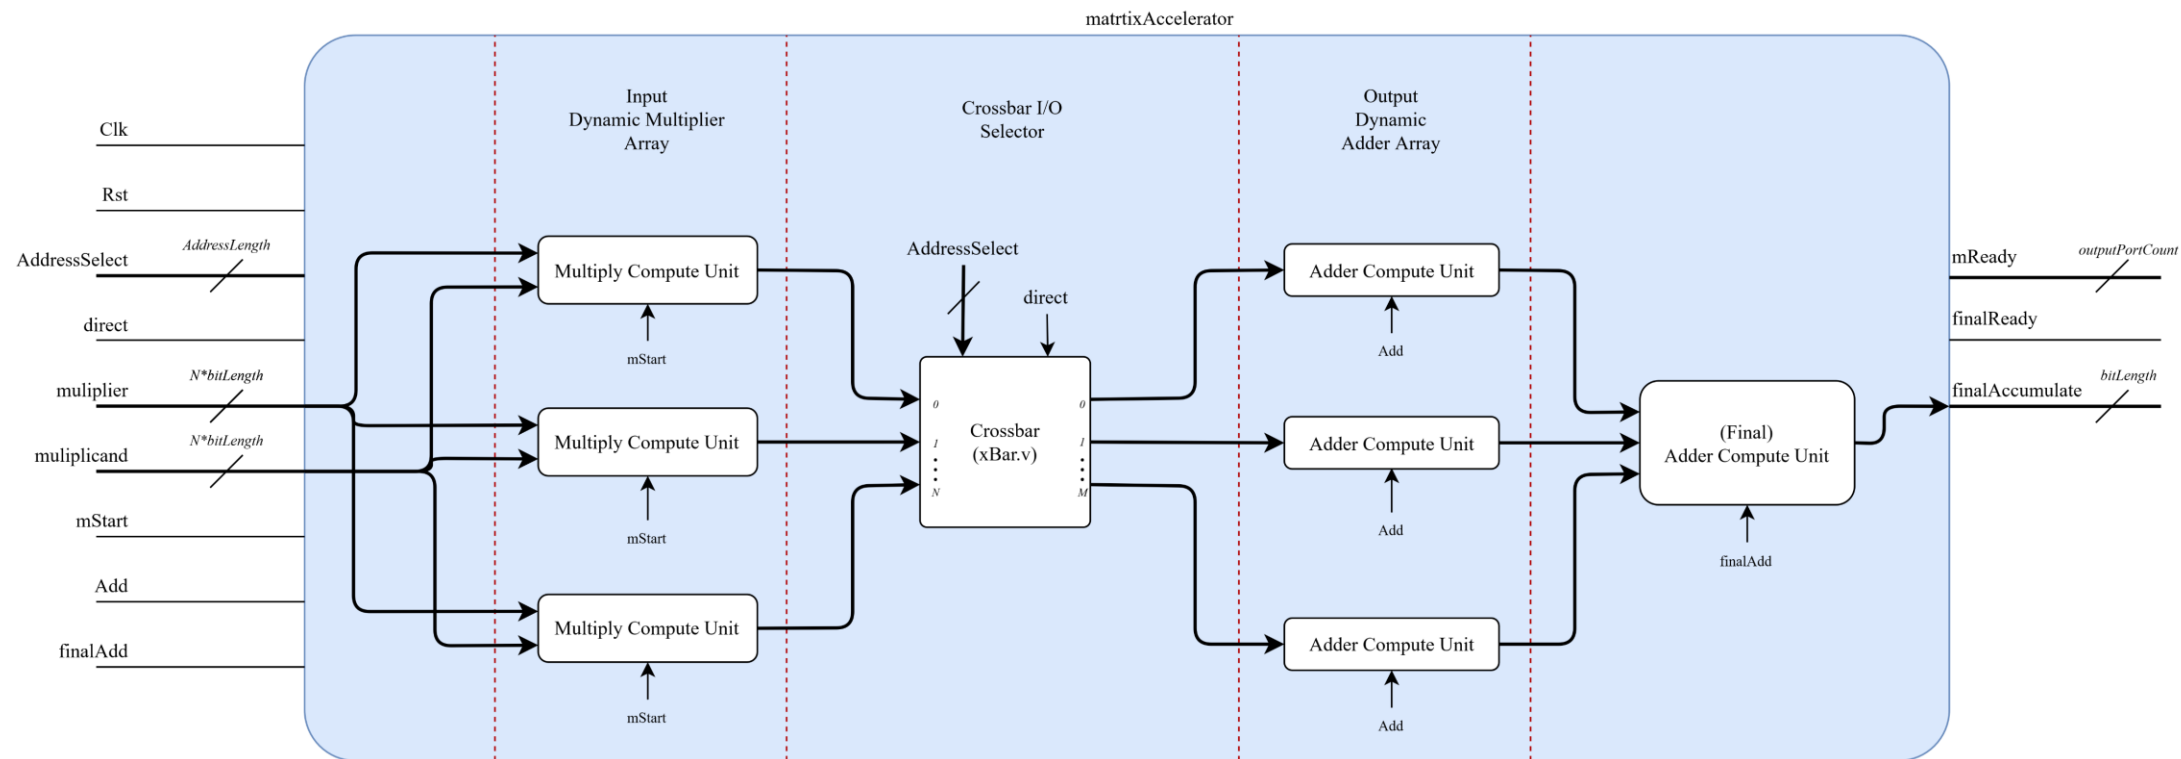 matrtixAccelerator
Clk
Rst
AddressSelect
AddressLength
direct
muliplier
N*bitLength
muliplicand
N*bitLength
mStart
Add
finalAdd
Input
Dynamic Multiplier
Array
Multiply Compute Unit
mStart
Multiply Compute Unit
mStart
Multiply Compute Unit
mStart
Crossbar I/O
Selector
AddressSelect
direct
0
1
N
Crossbar
(xBar.v)
0
1
M
Output
Dynamic
Adder Array
Adder Compute Unit
Add
Adder Compute Unit
Add
Adder Compute Unit
Add
(Final)
Adder Compute Unit
finalAdd
mReady
outputPortCount
finalReady
finalAccumulate
bitLength